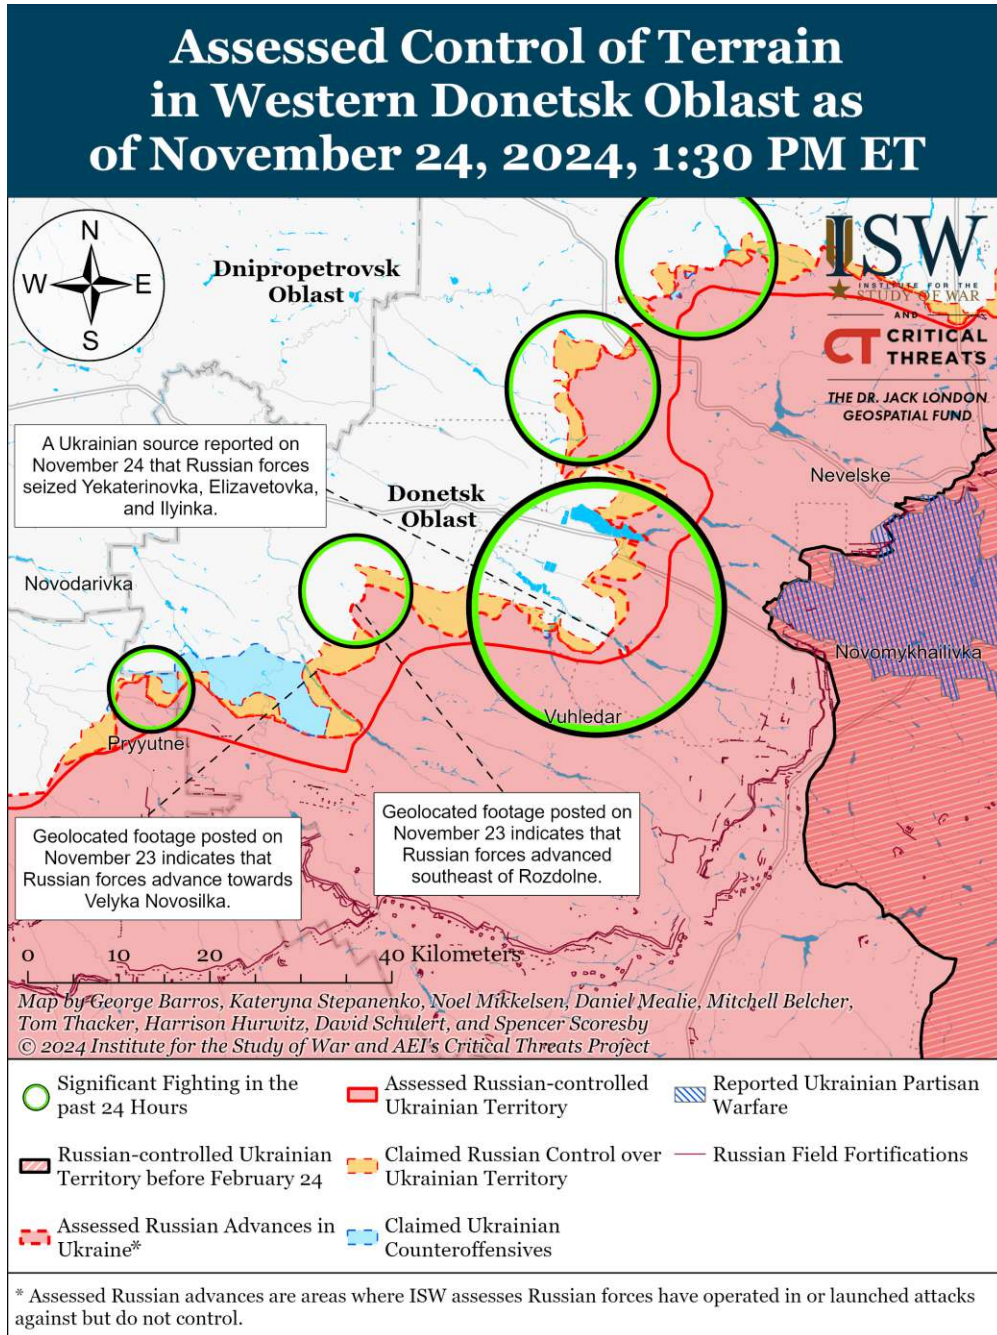 Assessed Control of Terrain
in Western Donetsk Oblast as
of November 24, 2024, 1:30 PM ET
N
W
E
S
Dnipropetrovsk
Oblast
ISW
INSTITUTE FOR THE
STUDY OF WAR
AND
CT CRITICAL
THREATS
THE DR. JACK LONDON
GEOSPATIAL FUND
A Ukrainian source reported on
November 24 that Russian forces
seized Yekaterinovka, Elizavetovka,
and Ilyinka.
Donetsk
Oblast
Nevelske
Novodarivka
Novomykhailivka
Vuhledar
Pryyutne
Geolocated footage posted on
November 23 indicates that
Russian forces advance towards
Velyka Novosilka.
Geolocated footage posted on
November 23 indicates that
Russian forces advanced
southeast of Rozdolne.
0 10 20 40 Kilometers
Map by George Barros, Kateryna Stepanenko, Noel Mikkelsen, Daniel Mealie, Mitchell Belcher,
Tom Thacker, Harrison Hurwitz, David Schulert, and Spencer Scoresby
© 2024 Institute for the Study of War and AEI's Critical Threats Project
Significant Fighting in the
past 24 Hours
Russian-controlled Ukrainian
Territory before February 24
Assessed Russian Advances in
Ukraine*
Assessed Russian-controlled
Ukrainian Territory
Claimed Russian Control over
Ukrainian Territory
Claimed Ukrainian
Counteroffensives
Reported Ukrainian Partisan
Warfare
Russian Field Fortifications
* Assessed Russian advances are areas where ISW assesses Russian forces have operated in or launched attacks
against but do not control.